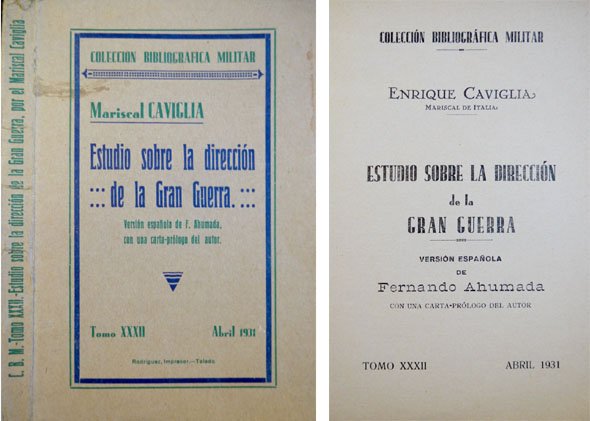 C. B. M.-Tomo XXXII.-Estudio sobre la dirección de la Gran Guerra, por el Mariscal Caviglia
COLECCIÓN BIBLIOGRÁFICA MILITAR
Mariscal CAVIGLIA
Estudio sobre la dirección
::: de la Gran Guerra. :::
Versión española de F. Ahumada,
con una carta-prólogo del autor.
Tomo XXXII Abril 1931
Rodríguez, Impresor.--Toledo
COLECCIÓN BIBLIOGRÁFICA MILITAR
ENRIQUE CAVIGLIA
MARISCAL DE ITALIA
ESTUDIO SOBRE LA DIRECCIÓN
de la
GRAN GUERRA
VERSIÓN ESPAÑOLA
DE
Fernando Ahumada
CON UNA CARTA-PRÓLOGO DEL AUTOR
TOMO XXXII ABRIL 1931